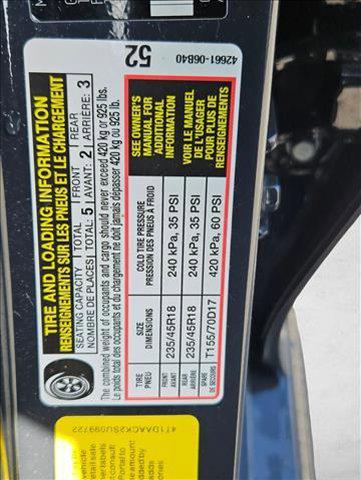 TIRE AND LOADING INFORMATION
RENSEIGNEMENTS SUR LES PNEUS ET LE CHARGEMENT
SEATING CAPACITY TOTAL: 5 FRONT AVANT: 2 REAR ARRIÈRE: 3
NOMBRE DE PLACES
The combined weight of occupants and cargo should never exceed 420 kg or 925 lbs.
Le poids total des occupants et du chargement ne doit jamais dépasser 420 kg ou 925 lb.
TIRE PNEU
SIZE DIMENSIONS
COLD TIRE PRESSURE
PRESSION DES PNEUS À FROID
FRONT AVANT 235/45R18 240 kPa, 35 PSI
REAR ARRIÈRE 235/45R18 240 kPa, 35 PSI
SPARE DE SECOURS T155/70D17 420 kPa, 60 PSI
SEE OWNER'S
MANUAL FOR
ADDITIONAL
INFORMATION
VOIR LE MANUEL
DE L'USAGER
POUR PLUS DE
RENSEIGNEMENTS
52
42661-06B40
4T1DAACK2SU099722